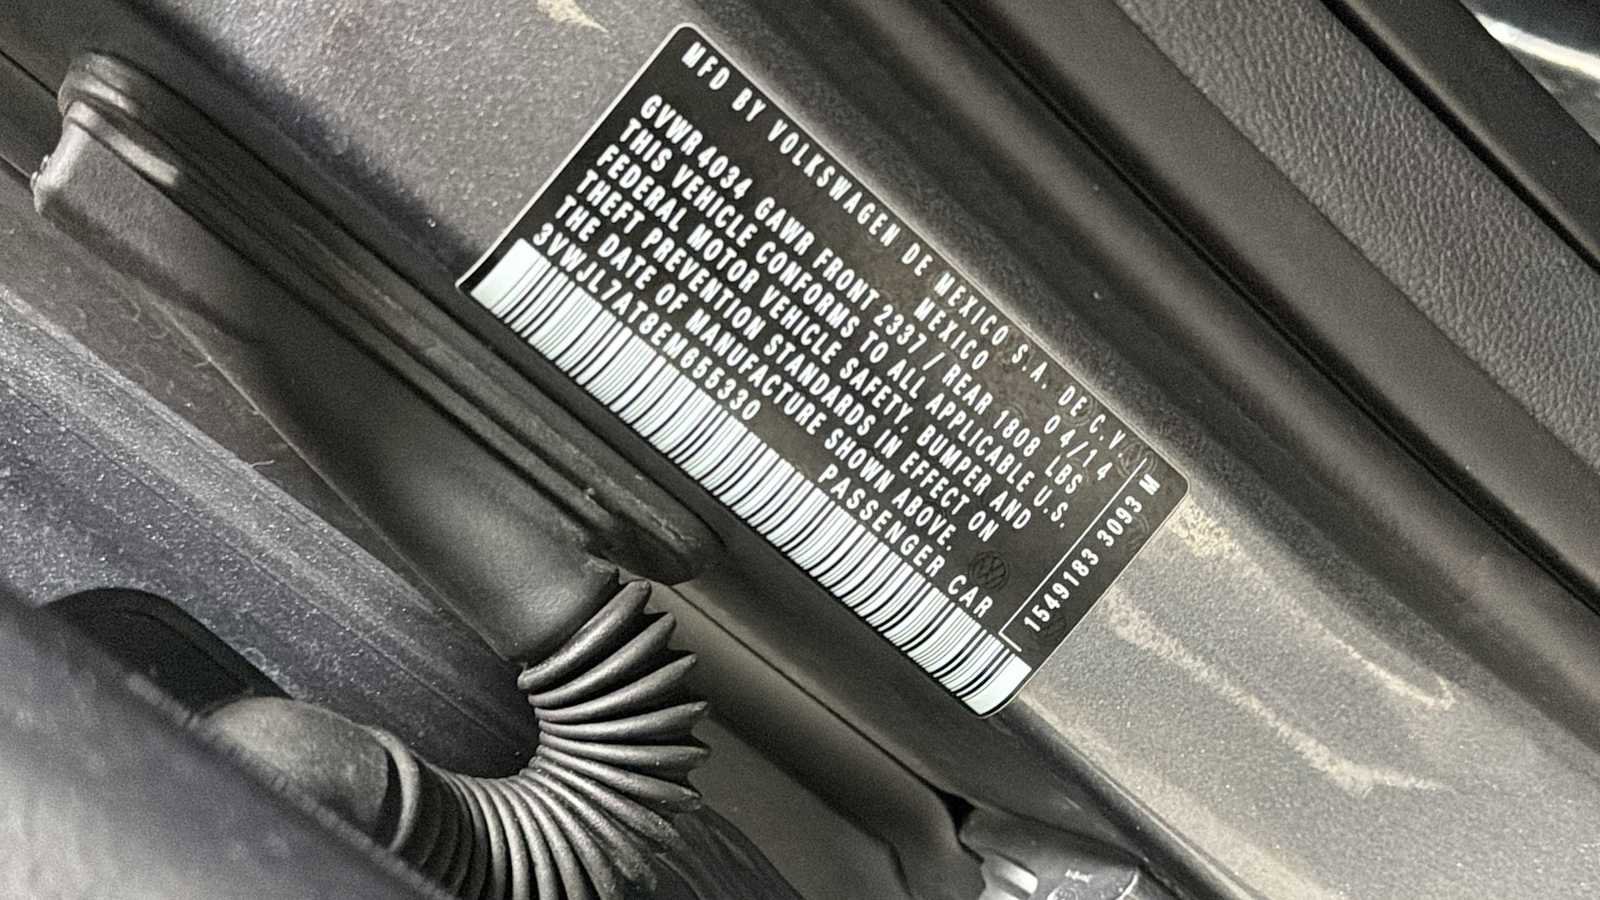 MFD BY VOLKSWAGEN DE MEXICO S.A. DE C.V.
MEXICO 04/14
GVWR 4034 GAWR FRONT 2337/REAR 1808 LBS
THIS VEHICLE CONFORMS TO ALL APPLICABLE U.S.
FEDERAL MOTOR VEHICLE SAFETY, BUMPER AND
THEFT PREVENTION STANDARDS IN EFFECT ON
THE DATE OF MANUFACTURE SHOWN ABOVE.
3VWJL7AT8EM655330 PASSENGER CAR
1549183 3093 M